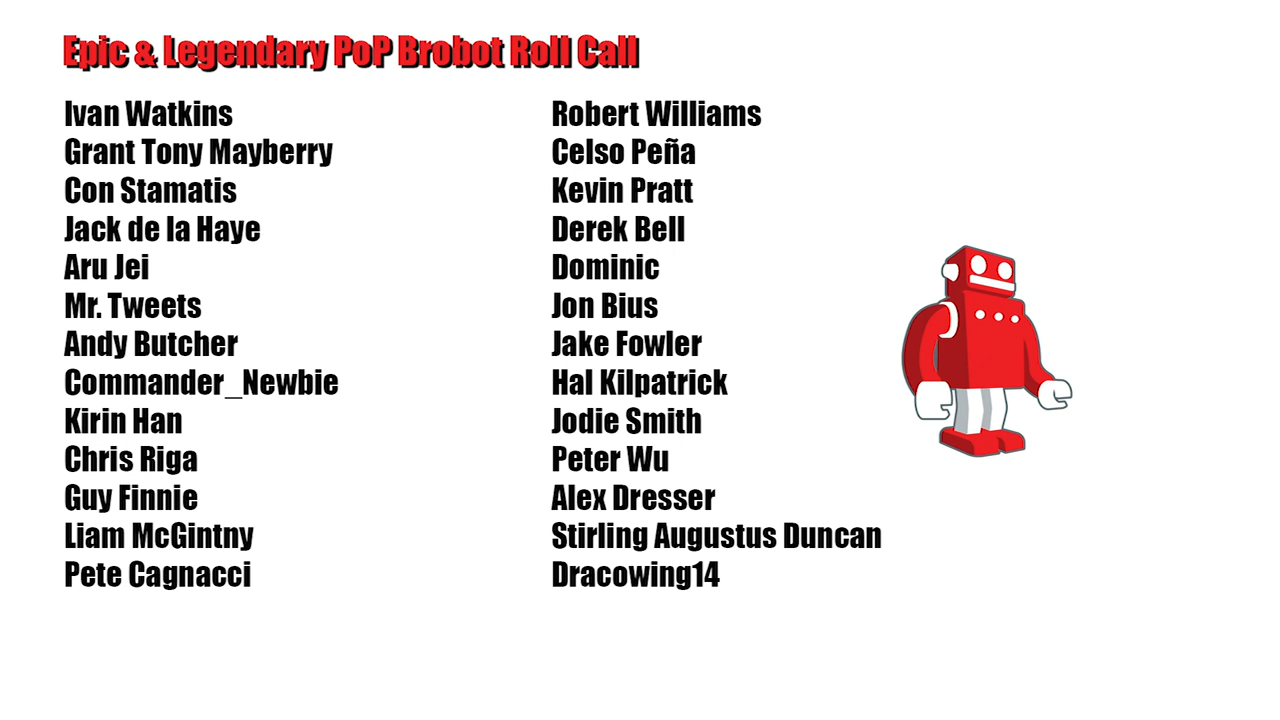 Epic & Legendary PoP Brobot Roll Call
Ivan Watkins
Grant Tony Mayberry
Con Stamatis
Jack de la Haye
Aru Jei
Mr. Tweets
Andy Butcher
Commander_Newbie
Kirin Han
Chris Riga
Guy Finnie
Liam McGintny
Pete Cagnacci
Robert Williams
Celso Peña
Kevin Pratt
Derek Bell
Dominic
Jon Bius
Jake Fowler
Hal Kilpatrick
Jodie Smith
Peter Wu
Alex Dresser
Stirling Augustus Duncan
Dracowing14